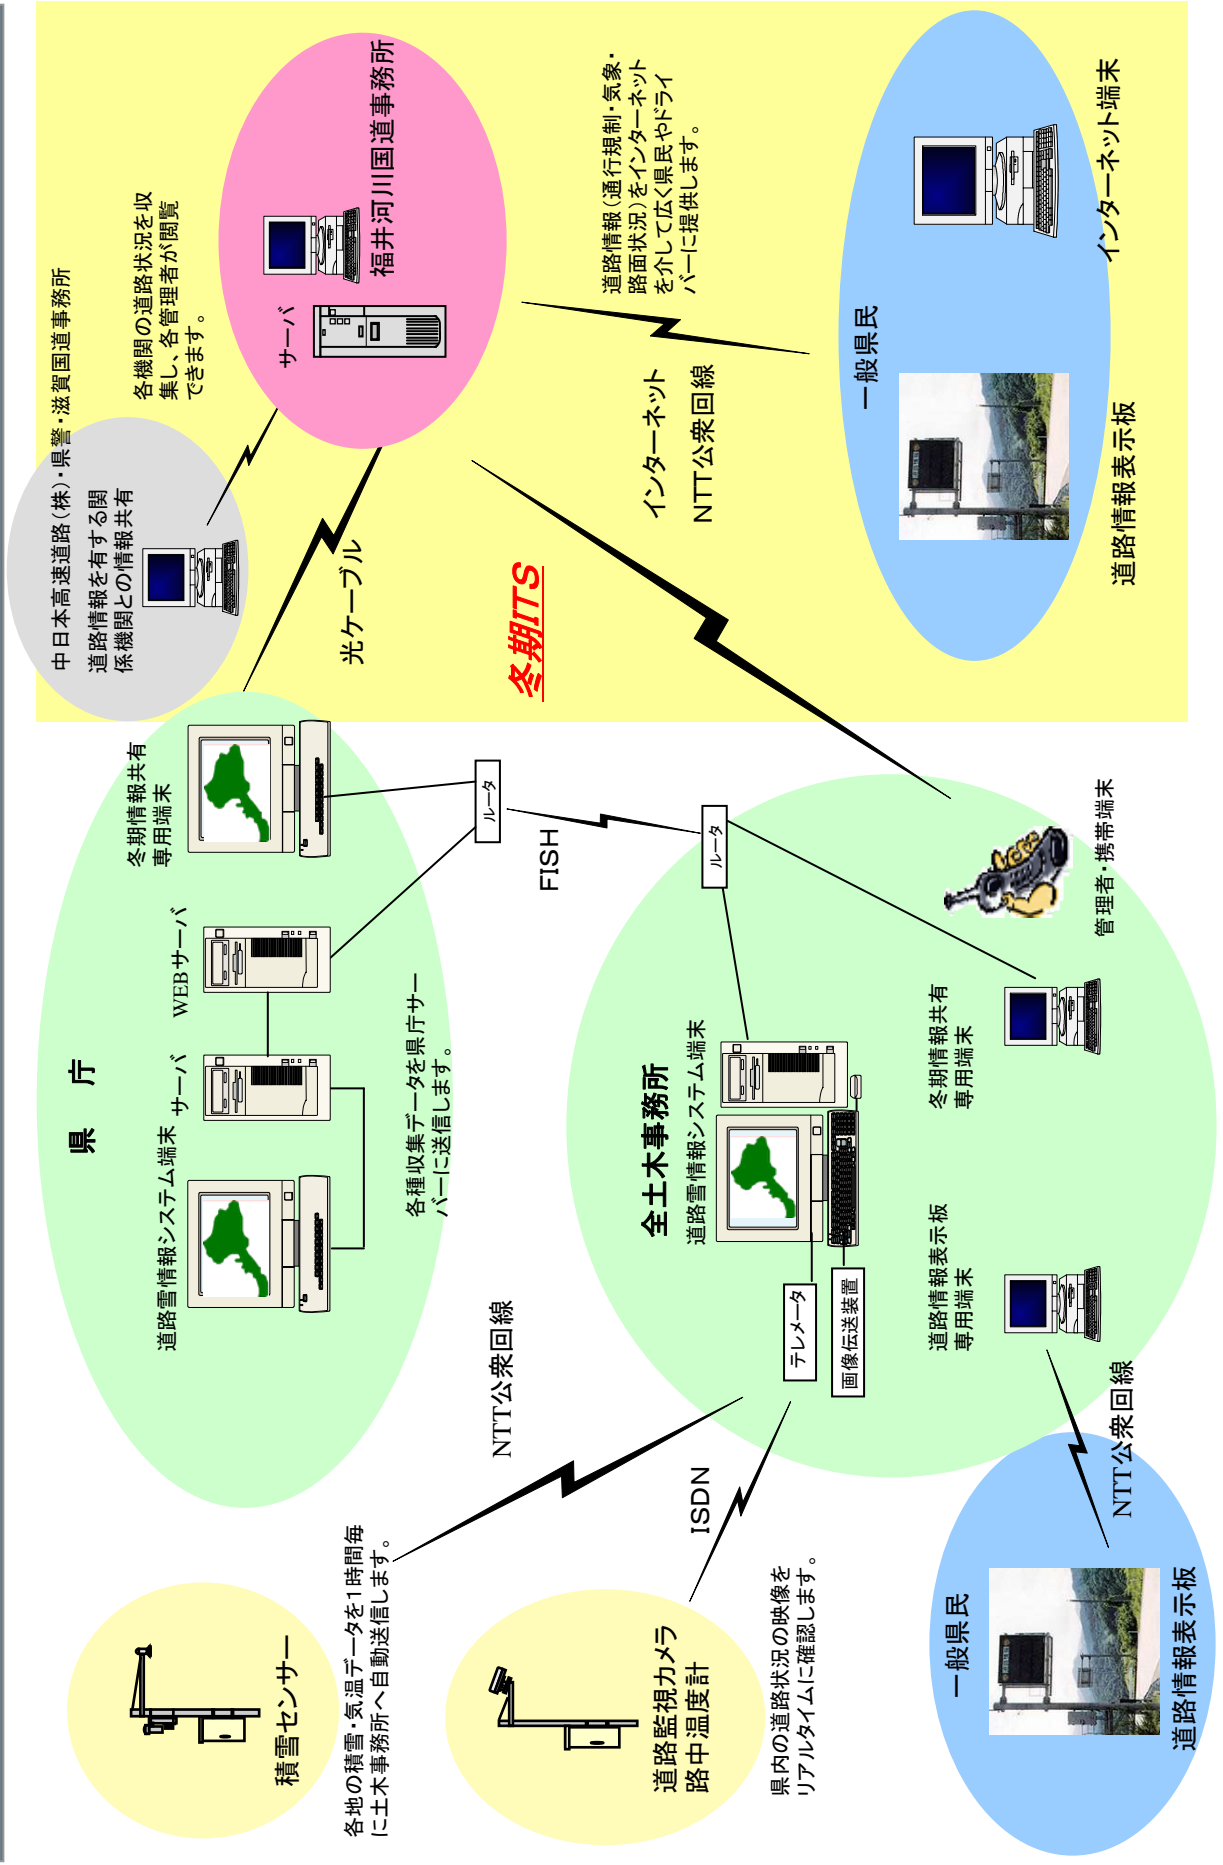 県　庁
道路雪情報システム端末
サーバ
WEBサーバ
冬期情報共有
専用端末
各種収集データを県庁サー
バーに送信します。
ルータ
FISH
ルータ
中日本高速道路(株)・県警・滋賀国道事務所
道路情報を有する関
係機関との情報共有
各機関の道路状況を収
集し、各管理者が閲覧
できます。
サーバ
福井河川国道事務所
光ケーブル
冬期ITS
インターネット
NTT公衆回線
道路情報(通行規制・気象・
路面状況)をインターネット
を介して広く県民やドライ
バーに提供します。
一般県民
道路情報表示板
インターネット端末
積雪センサー
各地の積雪・気温データを1時間毎
に土木事務所へ自動送信します。
NTT公衆回線
道路監視カメラ
路中温度計
ISDN
県内の道路状況の映像を
リアルタイムに確認します。
全土木事務所
道路雪情報システム端末
テレメータ
画像伝送装置
道路情報表示板
専用端末
冬期情報共有
専用端末
管理者・携帯端末
一般県民
NTT公衆回線
道路情報表示板